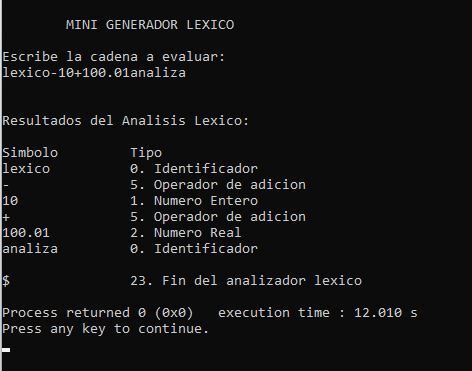 MINI GENERADOR LEXICO
Escribe la cadena a evaluar:
lexico-10+100.01analiza
Resultados del Analisis Lexico:
Simbolo Tipo
lexico 0. Identificador
- 5. Operador de adicion
10 1. Numero Entero
+ 5. Operador de adicion
100.01 2. Numero Real
analiza 0. Identificador
$ 23. Fin del analizador lexico
Process returned 0 (0x0) execution time : 12.010 s
Press any key to continue.